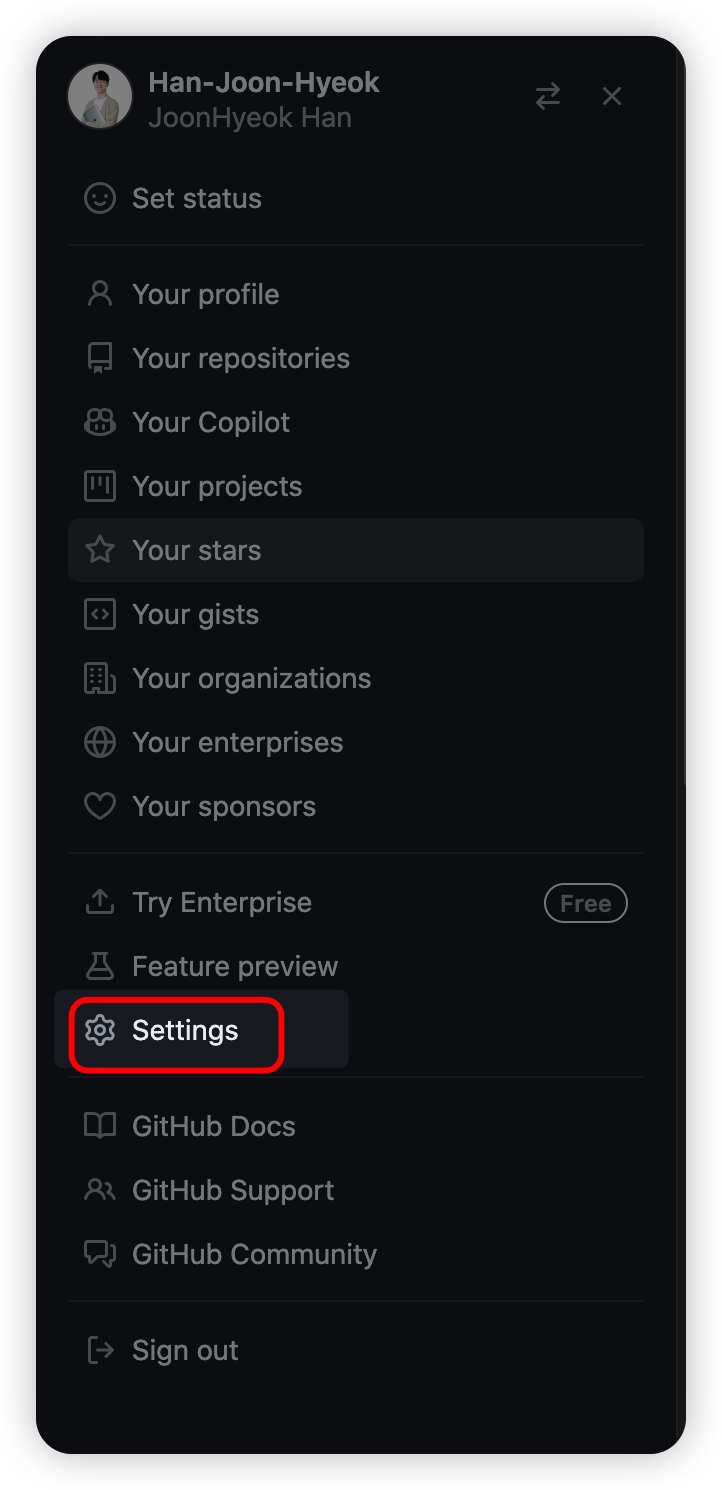 Han-Joon-Hyeok
JoonHyeok Han
Set status
Your profile
Your repositories
Your Copilot
Your projects
Your stars
Your gists
Your organizations
Your enterprises
Your sponsors
Try Enterprise Free
Feature preview
Settings
GitHub Docs
GitHub Support
GitHub Community
Sign out